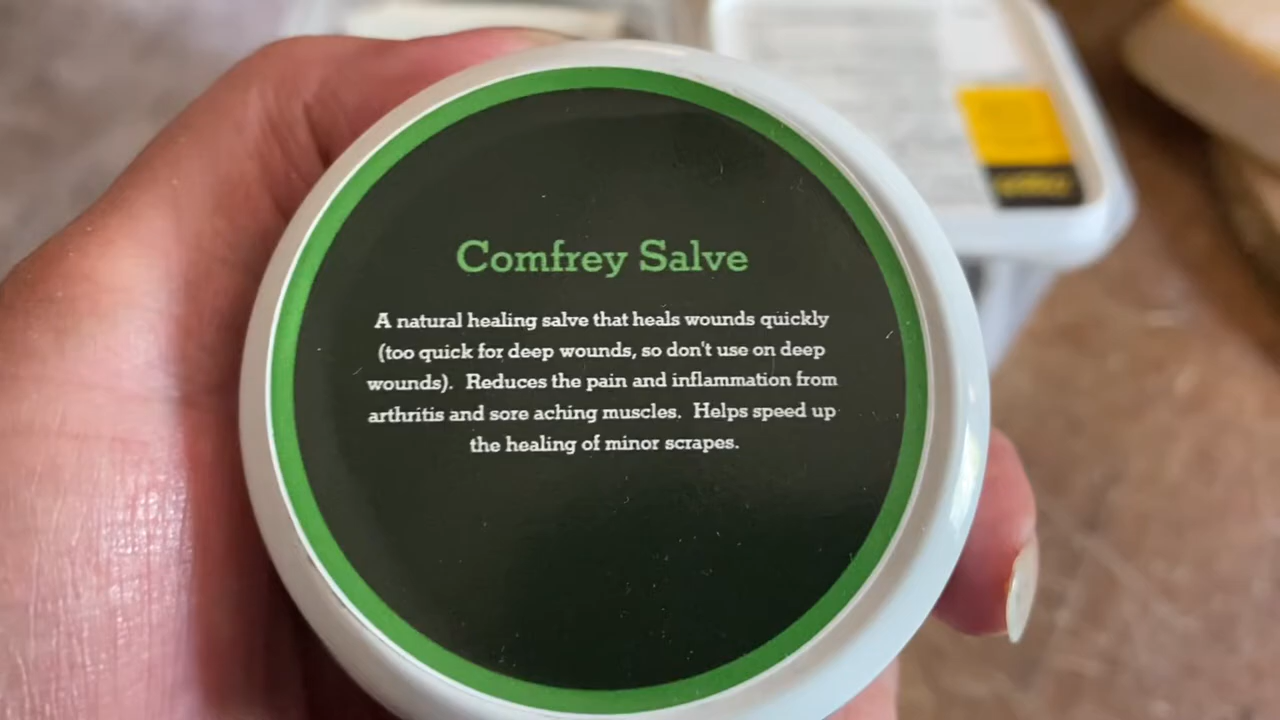 Comfrey Salve
A natural healing salve that heals wounds quickly
(too quick for deep wounds, so don't use on deep
wounds).  Reduces the pain and inflammation from
arthritis and sore aching muscles.  Helps speed up
the healing of minor scrapes.